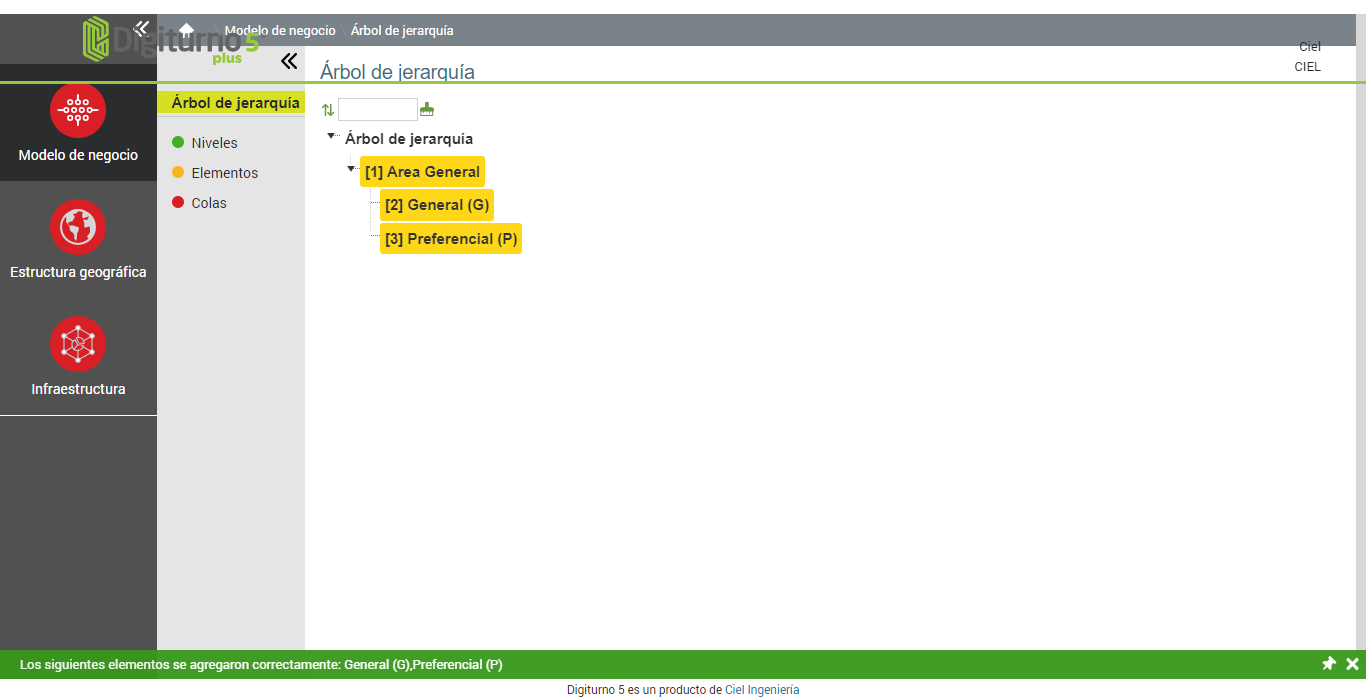 Digiturno 5
plus
Modelo de negocio Árbol de jerarquía
Ciel
CIEL
Modelo de negocio
Estructura geográfica
Infraestructura
Árbol de jerarquía
Niveles
Elementos
Colas
Árbol de jerarquía
Árbol de jerarquía
[1] Area General
[2] General (G)
[3] Preferencial (P)
Los siguientes elementos se agregaron correctamente: General (G),Preferencial (P)
Digiturno 5 es un producto de Ciel Ingeniería